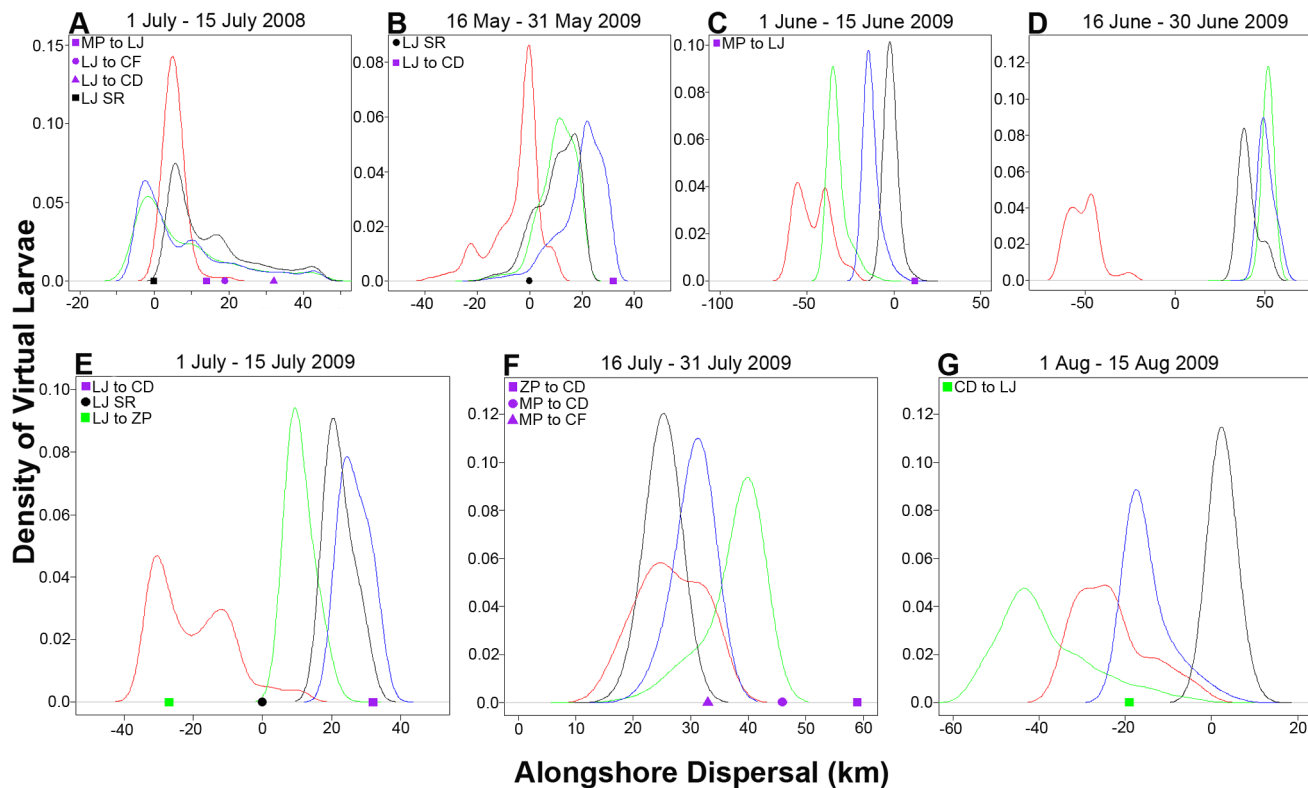 A 1 July - 15 July 2008
0.15
0.10
0.05
0.00
MP to LJ
LJ to CF
LJ to CD
LJ SR
-20 0 20 40
B 16 May - 31 May 2009
0.08
0.06
0.04
0.02
0.00
LJ SR
LJ to CD
-40 -20 0 20 40
C 1 June - 15 June 2009
0.10
0.08
0.06
0.04
0.02
0.00
MP to LJ
-100 -50 0 50
D 16 June - 30 June 2009
0.12
0.10
0.08
0.06
0.04
0.02
0.00
-50 0 50
Density of Virtual Larvae
E 1 July - 15 July 2009
0.10
0.08
0.06
0.04
0.02
0.00
LJ to CD
LJ SR
LJ to ZP
-40 -20 0 20 40
F 16 July - 31 July 2009
0.12
0.10
0.08
0.06
0.04
0.02
0.00
ZP to CD
MP to CD
MP to CF
0 10 20 30 40 50 60
G 1 Aug - 15 Aug 2009
0.12
0.10
0.08
0.06
0.04
0.02
0.00
CD to LJ
-60 -40 -20 0 20
Alongshore Dispersal (km)